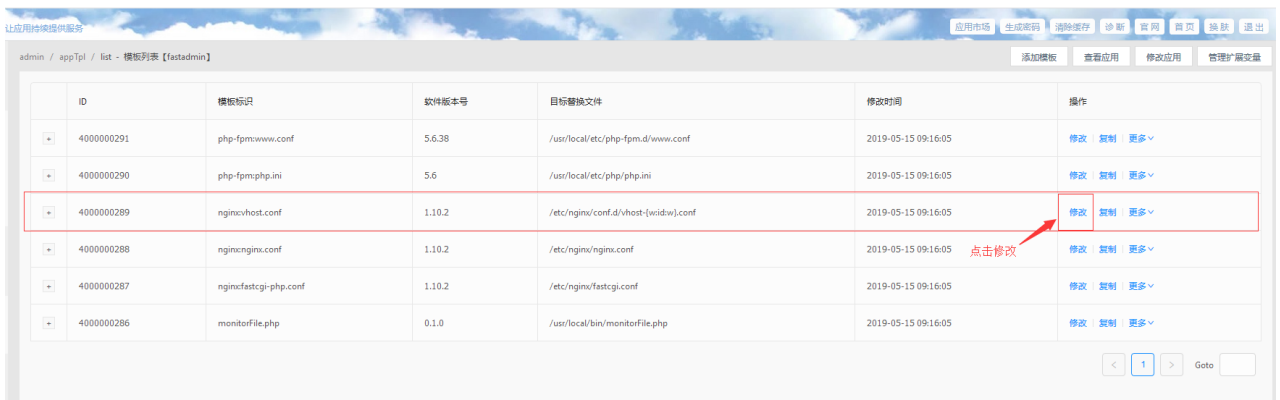 让应用持续提供服务
应用市场 生成密码 清除缓存 诊断 官网 首页 换肤 退出
admin / appTpl / list - 模板列表【fastadmin】 添加模板 查看应用 修改应用 管理扩展变量
ID 模板标识 软件版本号 目标替换文件 修改时间 操作
+ 4000000291 php-fpm:www.conf 5.6.38 /usr/local/etc/php-fpm.d/www.conf 2019-05-15 09:16:05 修改 复制 更多
+ 4000000290 php-fpm:php.ini 5.6 /usr/local/etc/php/php.ini 2019-05-15 09:16:05 修改 复制 更多
+ 4000000289 nginx:vhost.conf 1.10.2 /etc/nginx/conf.d/vhost-{w:id:w}.conf 2019-05-15 09:16:05 修改 复制 更多
+ 4000000288 nginx:nginx.conf 1.10.2 /etc/nginx/nginx.conf 2019-05-15 09:16:05 修改 复制 更多
点击修改
+ 4000000287 nginx:fastcgi-php.conf 1.10.2 /etc/nginx/fastcgi.conf 2019-05-15 09:16:05 修改 复制 更多
+ 4000000286 monitorFile.php 0.1.0 /usr/local/bin/monitorFile.php 2019-05-15 09:16:05 修改 复制 更多
< 1 > Goto